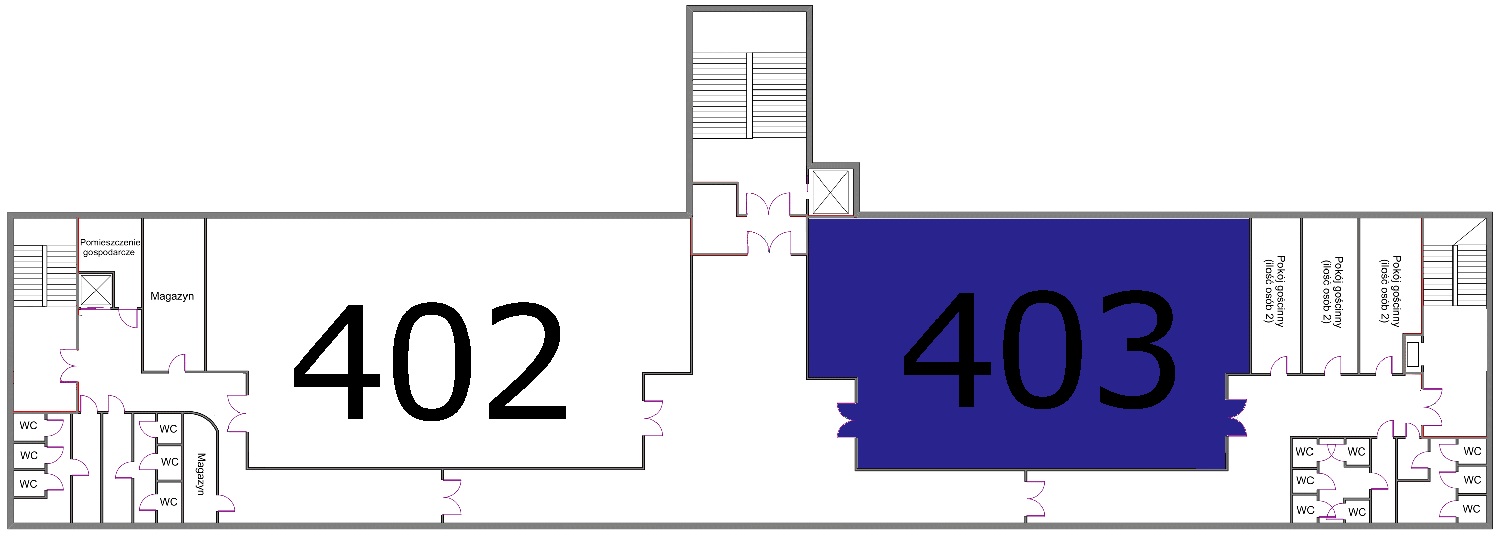 Pomieszczenie
gospodarcze
Magazyn
402
403
Pokój gościnny
(ilość osób 2)
Pokój gościnny
(ilość osób 2)
Pokój gościnny
(ilość osób 2)
WC
WC
WC
WC
WC
WC
Magazyn
WC
WC
WC
WC
WC
WC
WC
WC